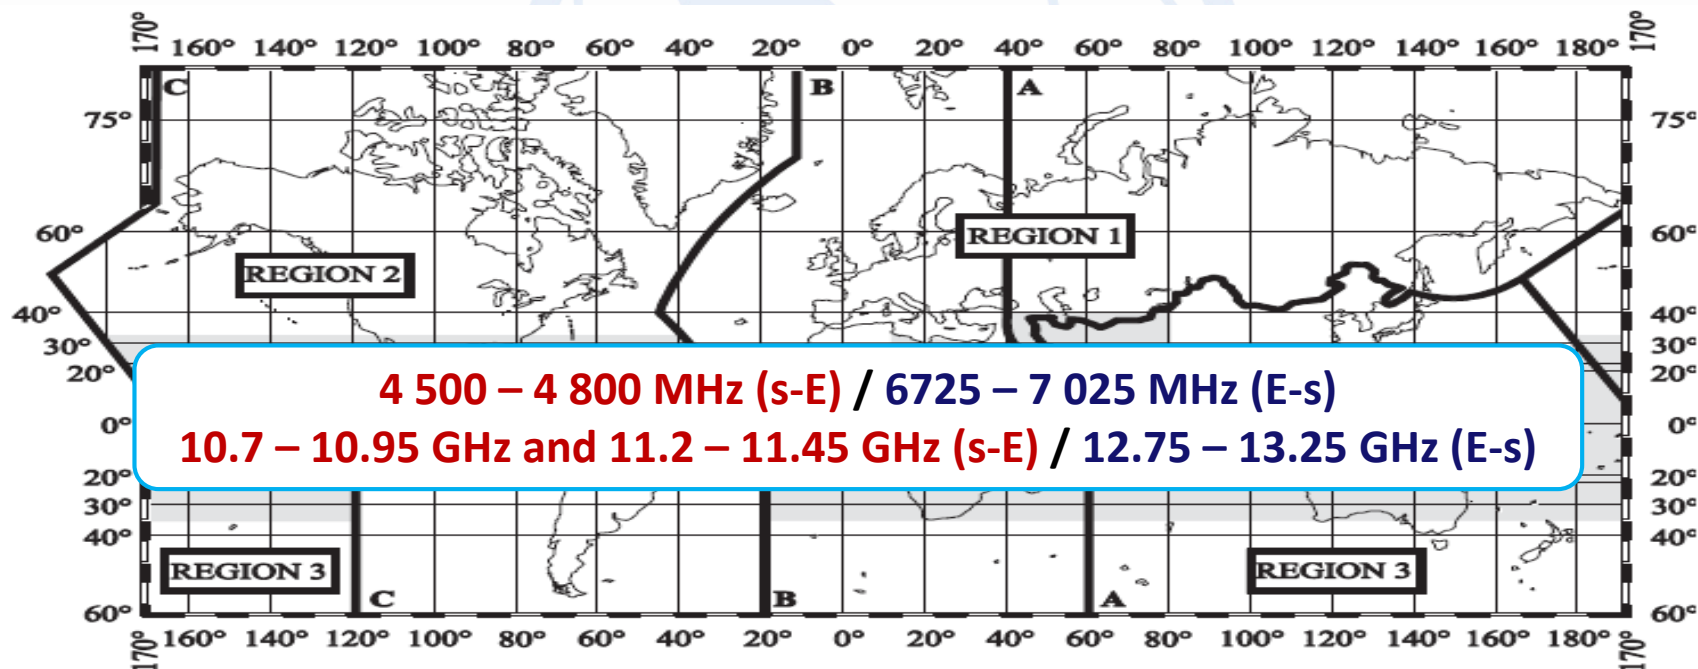 170° 160° 140° 120° 100° 80° 60° 40° 20° 0° 20° 40° 60° 80° 100° 120° 140° 160° 180° 170°
C B A
75° 75°
60° 60°
REGION 1
REGION 2
40° 40°
30° 30°
20° 20°
4 500 – 4 800 MHz (s-E) / 6725 – 7 025 MHz (E-s)
0° 0°
10.7 – 10.95 GHz and 11.2 – 11.45 GHz (s-E) / 12.75 – 13.25 GHz (E-s)
20° 20°
30° 30°
40° 40°
REGION 3 REGION 3
C B A
60° 60°
170° 160° 140° 120° 100° 80° 60° 40° 20° 0° 20° 40° 60° 80° 100° 120° 140° 160° 180° 170°